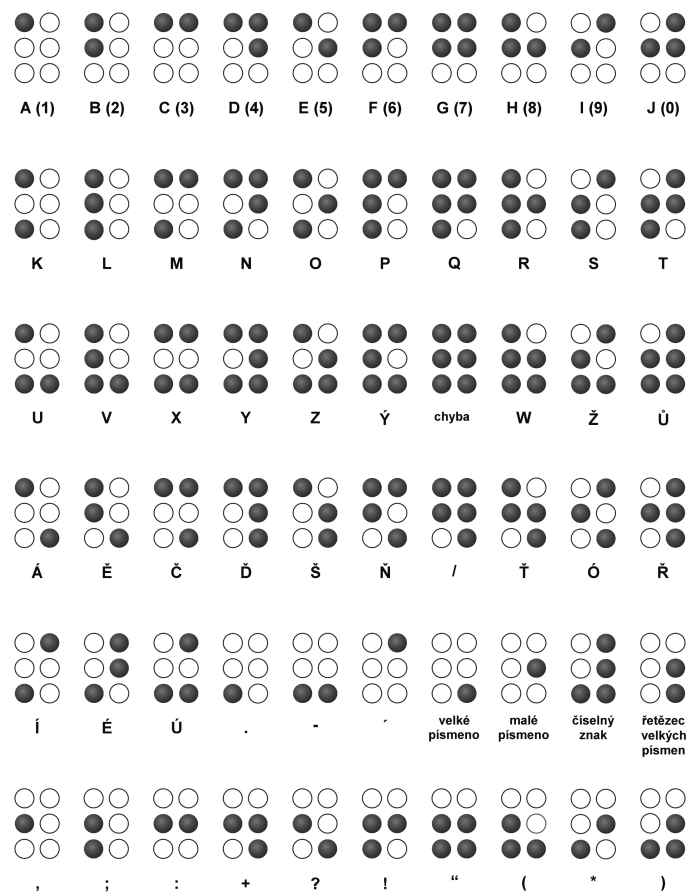 A (1) B (2) C (3) D (4) E (5) F (6) G (7) H (8) I (9) J (0)
K L M N O P Q R S T
U V X Y Z Ý chyba W Ž Ů
Á Ě Č Ď Š Ň / Ť Ó Ř
Í É Ú . - ´ velké písmeno malé písmeno číselný znak řetězec velkých písmen
, ; : + ? ! “ ( * )